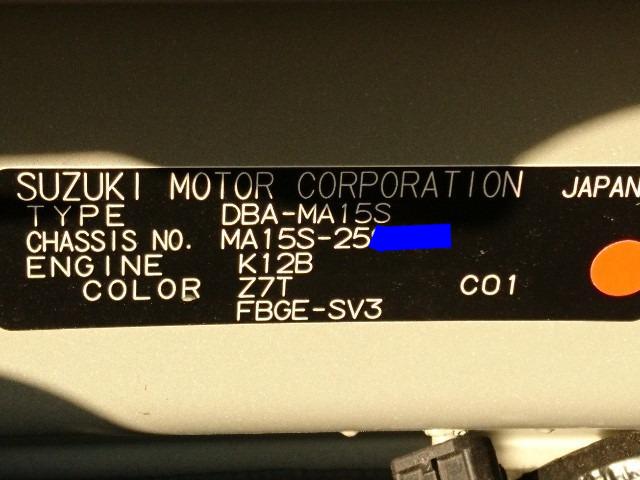 SUZUKI MOTOR CORPORATION JAPAN
TYPE DBA-MA15S
CHASSIS NO. MA15S-25
ENGINE K12B
COLOR Z7T C01
FBGE-SV3